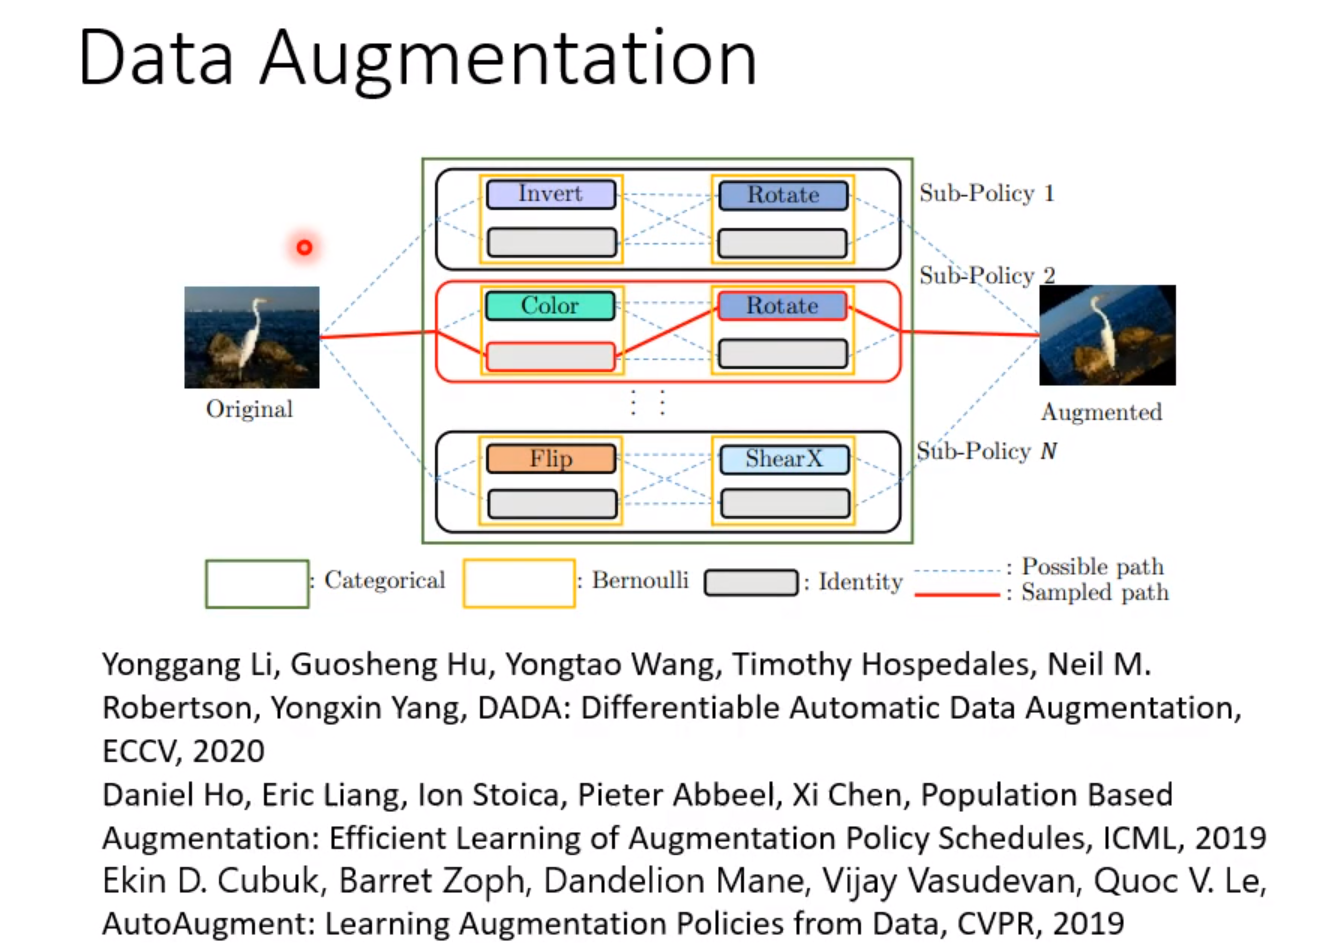 Data Augmentation
Invert
Rotate
Sub-Policy 1
Sub-Policy 2
Color
Rotate
Original
Augmented
Flip
ShearX
Sub-Policy N
: Categorical
: Bernoulli
: Identity
: Possible path
: Sampled path
Yonggang Li, Guosheng Hu, Yongtao Wang, Timothy Hospedales, Neil M.
Robertson, Yongxin Yang, DADA: Differentiable Automatic Data Augmentation,
ECCV, 2020
Daniel Ho, Eric Liang, Ion Stoica, Pieter Abbeel, Xi Chen, Population Based
Augmentation: Efficient Learning of Augmentation Policy Schedules, ICML, 2019
Ekin D. Cubuk, Barret Zoph, Dandelion Mane, Vijay Vasudevan, Quoc V. Le,
AutoAugment: Learning Augmentation Policies from Data, CVPR, 2019